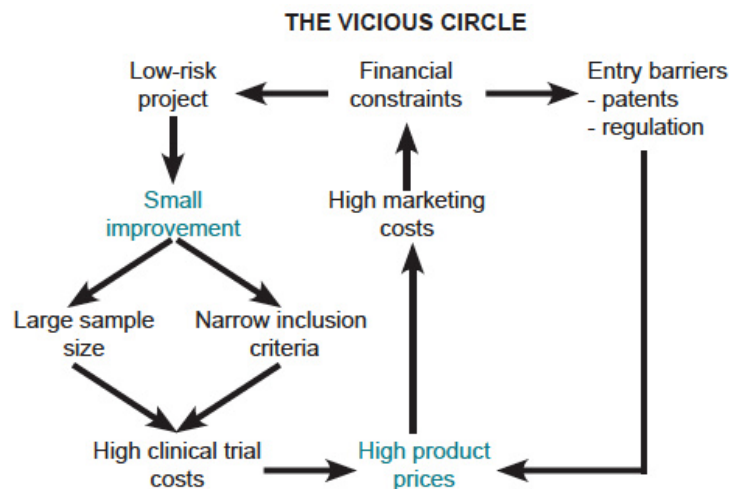 THE VICIOUS CIRCLE
Low-risk
project
Financial
constraints
Entry barriers
- patents
- regulation
Small
improvement
High marketing
costs
Large sample
size
Narrow inclusion
criteria
High clinical trial
costs
High product
prices